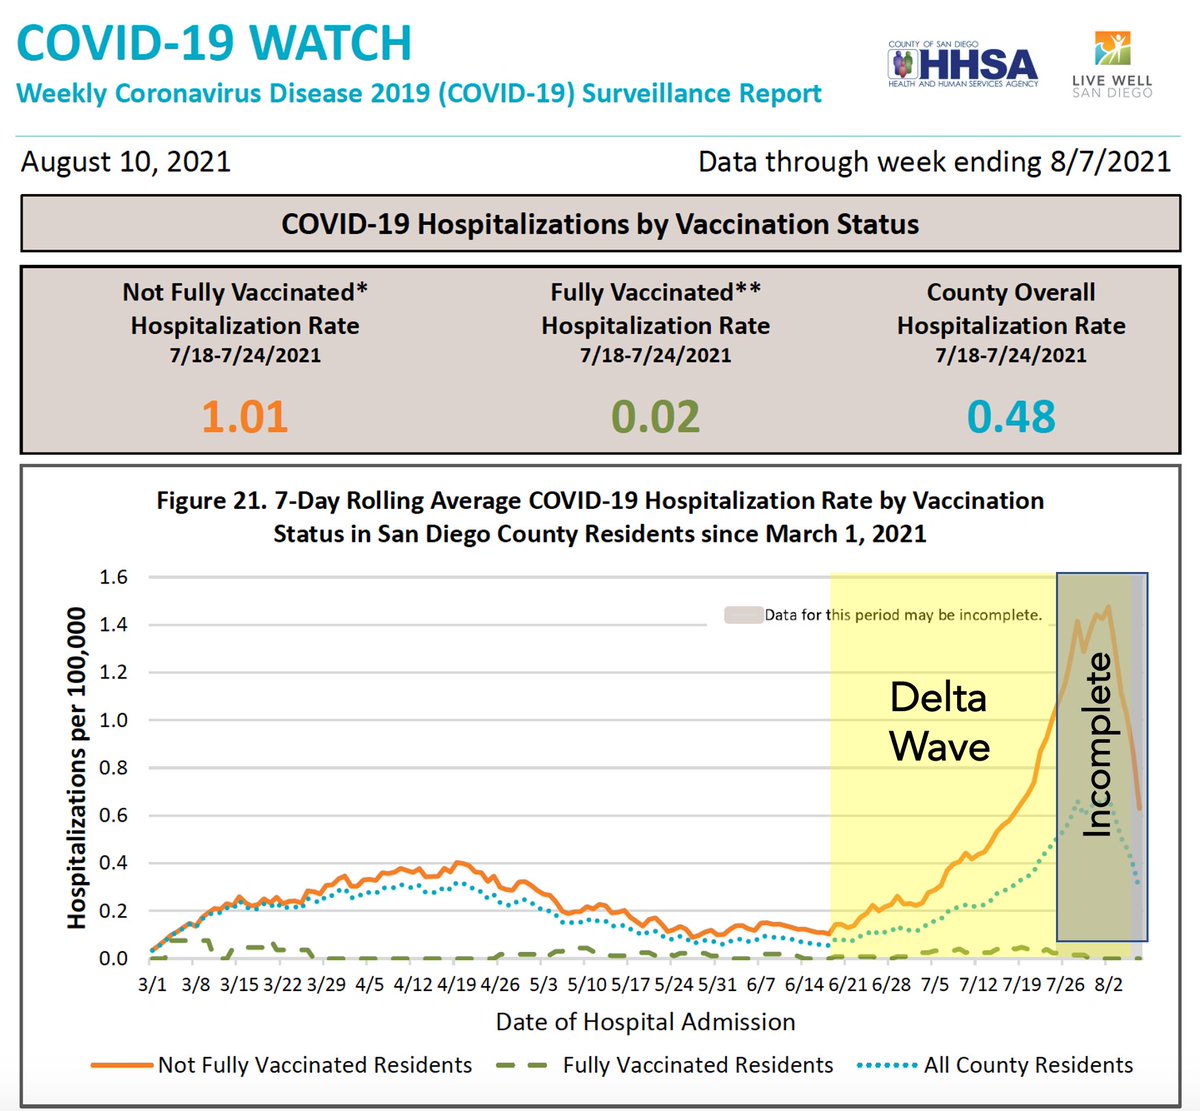 COVID-19 WATCH
Weekly Coronavirus Disease 2019 (COVID-19) Surveillance Report
COUNTY OF SAN DIEGO
HHSA
HEALTH AND HUMAN SERVICES AGENCY
LIVE WELL
SAN DIEGO
August 10, 2021
Data through week ending 8/7/2021
COVID-19 Hospitalizations by Vaccination Status
Not Fully Vaccinated*
Hospitalization Rate
7/18-7/24/2021
1.01
Fully Vaccinated**
Hospitalization Rate
7/18-7/24/2021
0.02
County Overall
Hospitalization Rate
7/18-7/24/2021
0.48
Figure 21. 7-Day Rolling Average COVID-19 Hospitalization Rate by Vaccination
Status in San Diego County Residents since March 1, 2021
Hospitalizations per 100,000
1.6
1.4
1.2
1.0
0.8
0.6
0.4
0.2
0.0
Data for this period may be incomplete.
Delta
Wave
Incomplete
3/1 3/8 3/15 3/22 3/29 4/5 4/12 4/19 4/26 5/3 5/10 5/17 5/24 5/31 6/7 6/14 6/21 6/28 7/5 7/12 7/19 7/26 8/2
Date of Hospital Admission
Not Fully Vaccinated Residents Fully Vaccinated Residents All County Residents